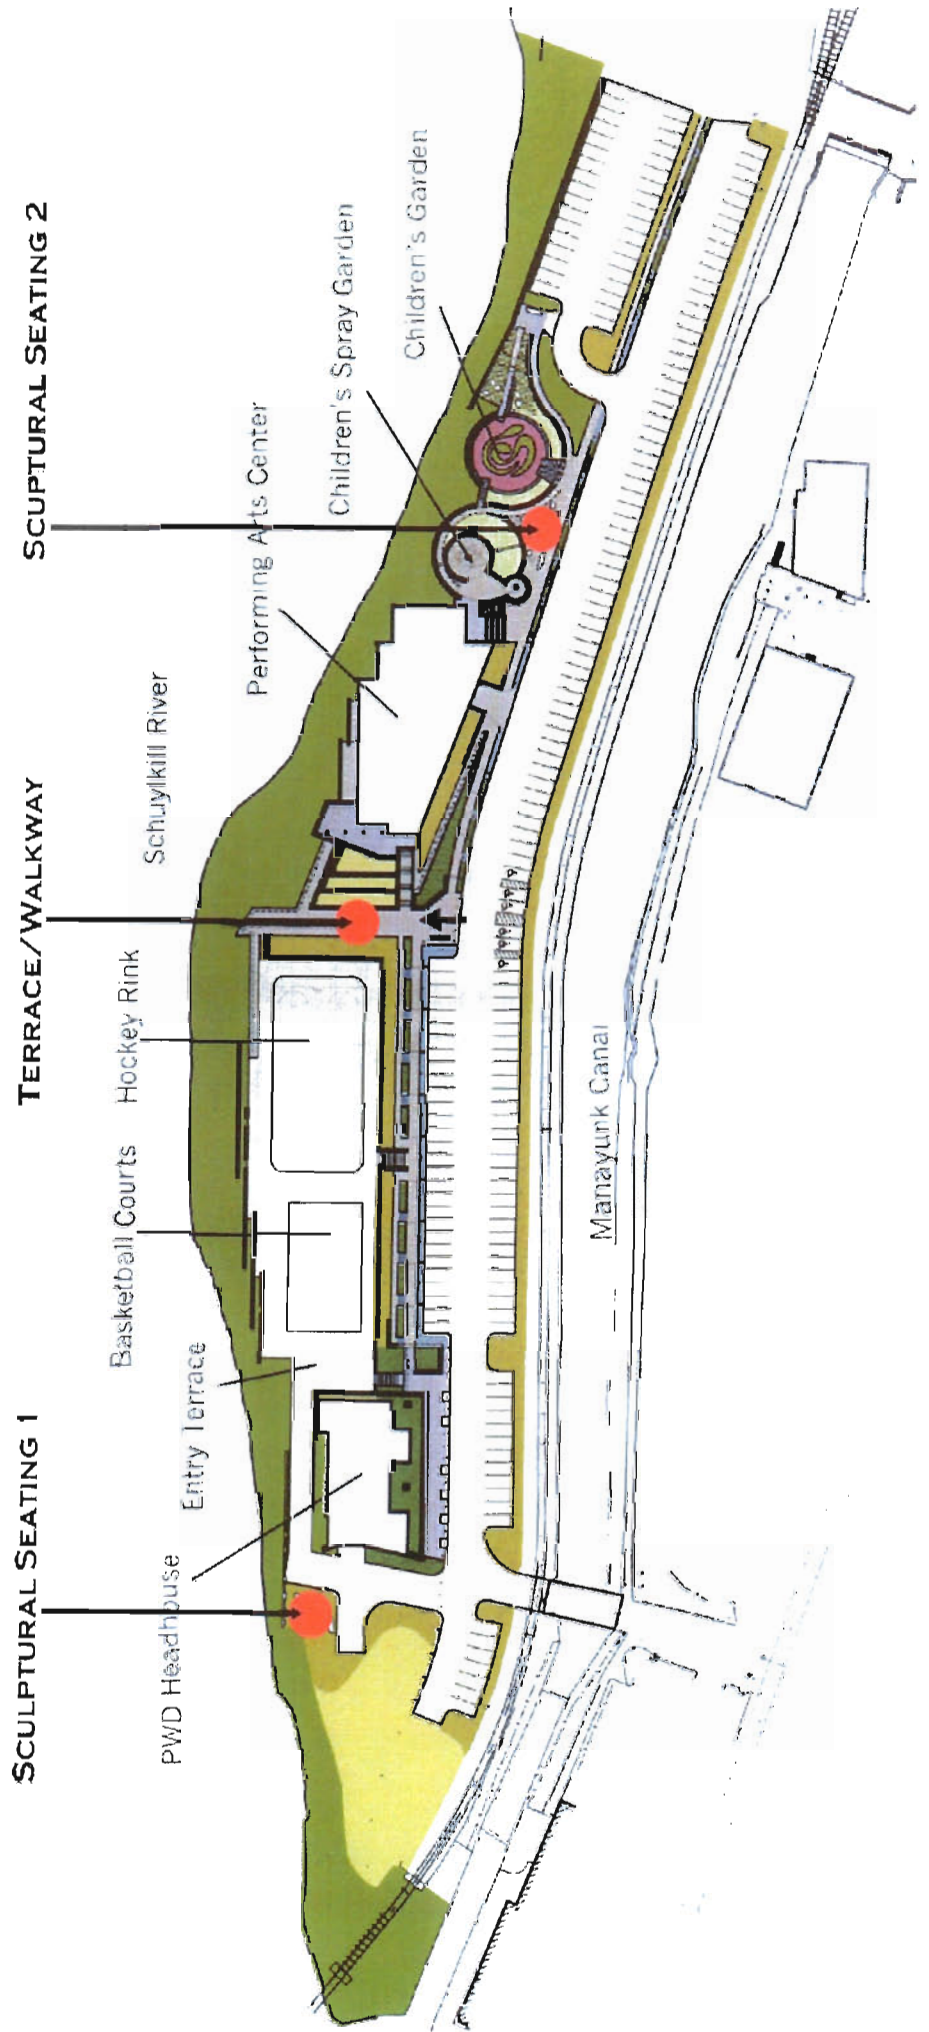 SCULPTURAL SEATING 1
TERRACE/WALKWAY
SCUPTURAL SEATING 2
PWD Headhouse
Entry Terrace
Basketball Courts
Hockey Rink
Schuylkill River
Performing Arts Center
Children's Spray Garden
Children's Garden
Manayunk Canal